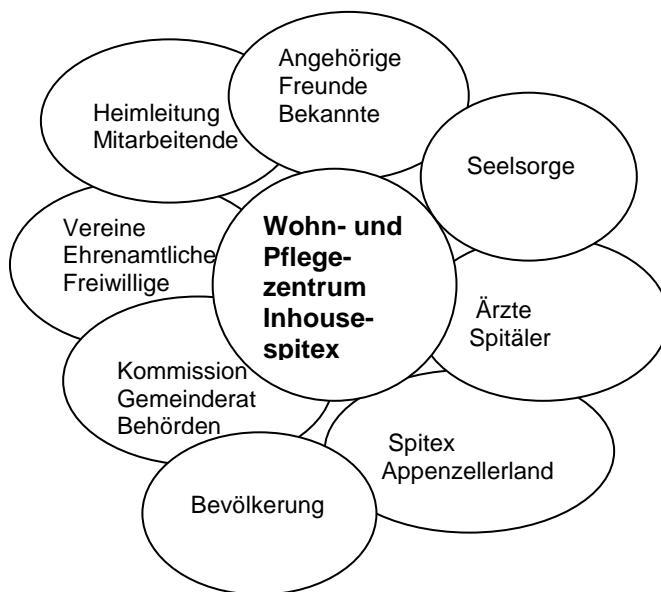 Angehörige
Freunde
Bekannte
Heimleitung
Mitarbeitende
Seelsorge
Wohn- und
Pflege-
zentrum
Inhouse-
spitex
Vereine
Ehrenamtliche
Freiwillige
Ärzte
Spitäler
Kommission
Gemeinderat
Behörden
Spitex
Appenzellerland
Bevölkerung